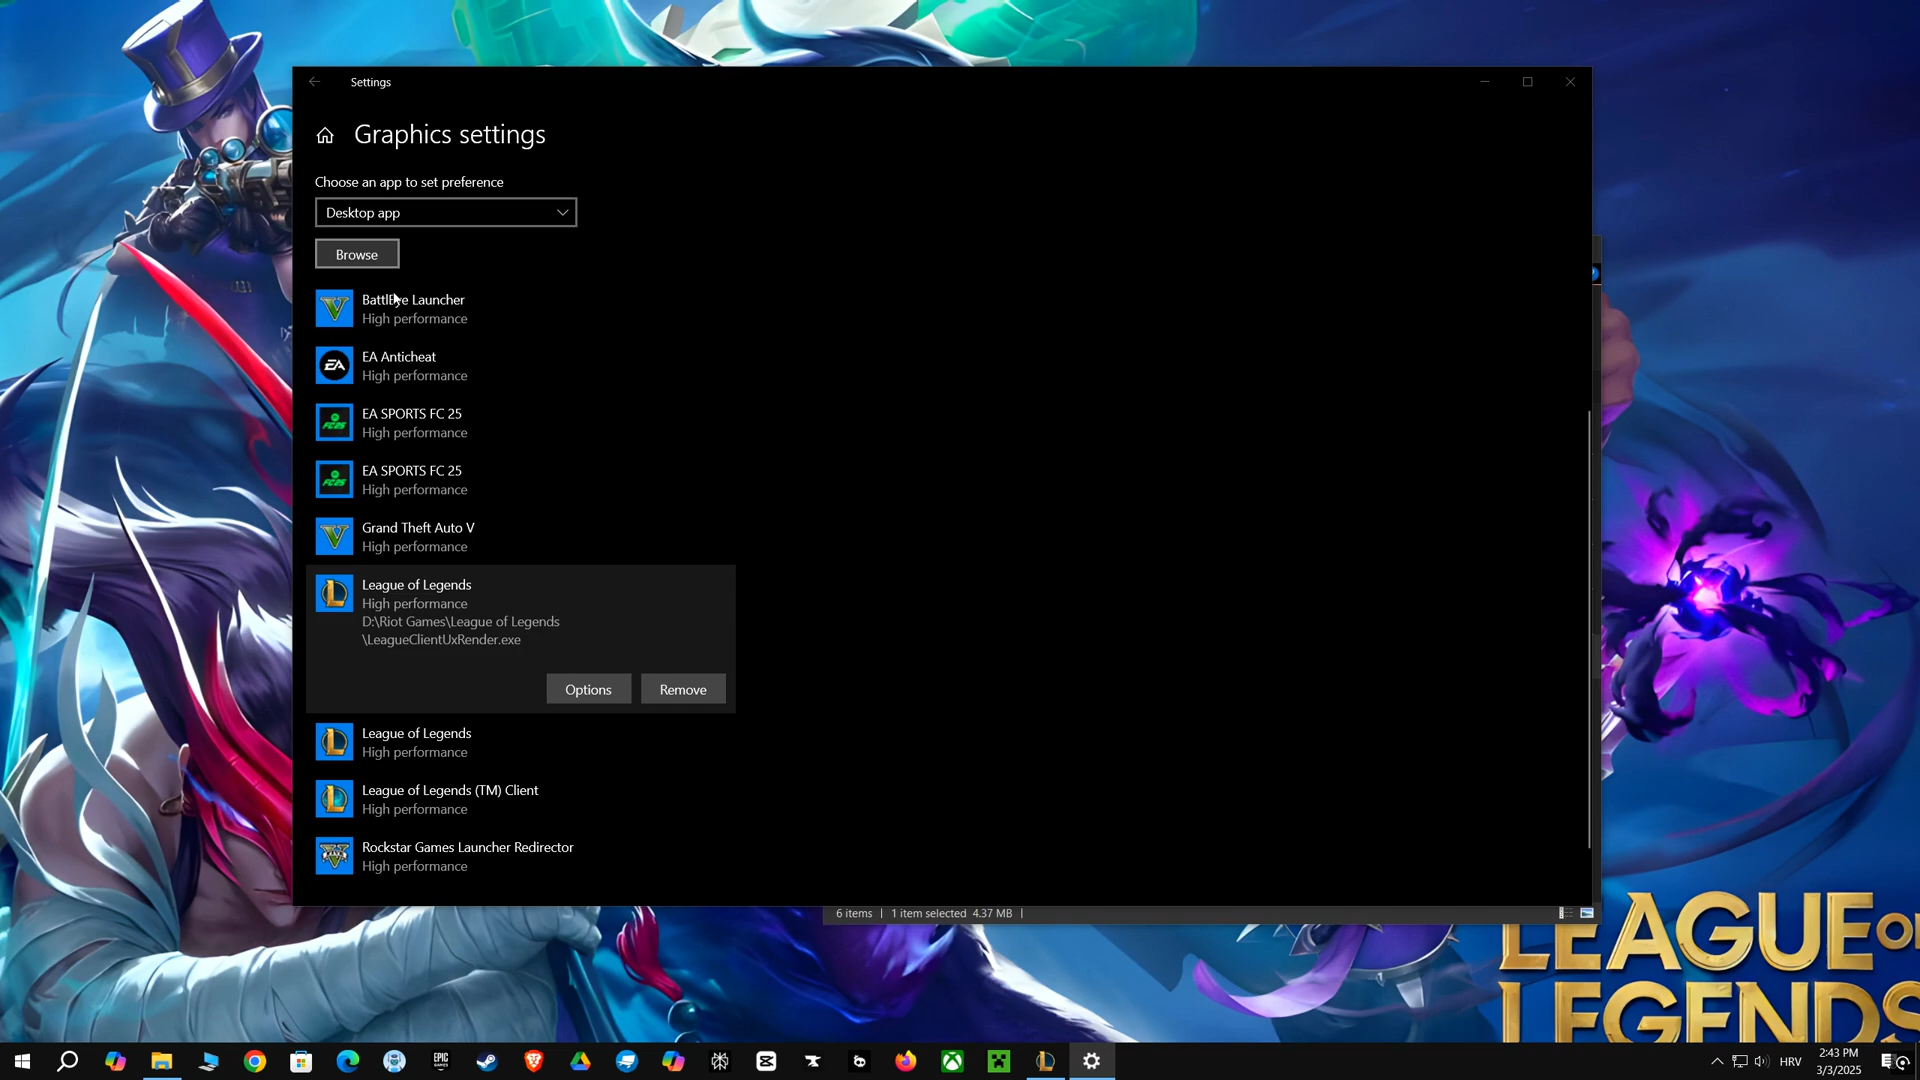 Settings
Graphics settings
Choose an app to set preference
Desktop app
Browse
BattlEye Launcher
High performance
EA Anticheat
High performance
EA SPORTS FC 25
High performance
EA SPORTS FC 25
High performance
Grand Theft Auto V
High performance
League of Legends
High performance
D:\Riot Games\League of Legends
\LeagueClientUxRender.exe
Options
Remove
League of Legends
High performance
League of Legends (TM) Client
High performance
Rockstar Games Launcher Redirector
High performance
6 items
1 item selected 4.37 MB
LEAGUE OF
LEGENDS
EPIC
GAMES
HRV
2:43 PM
3/3/2025